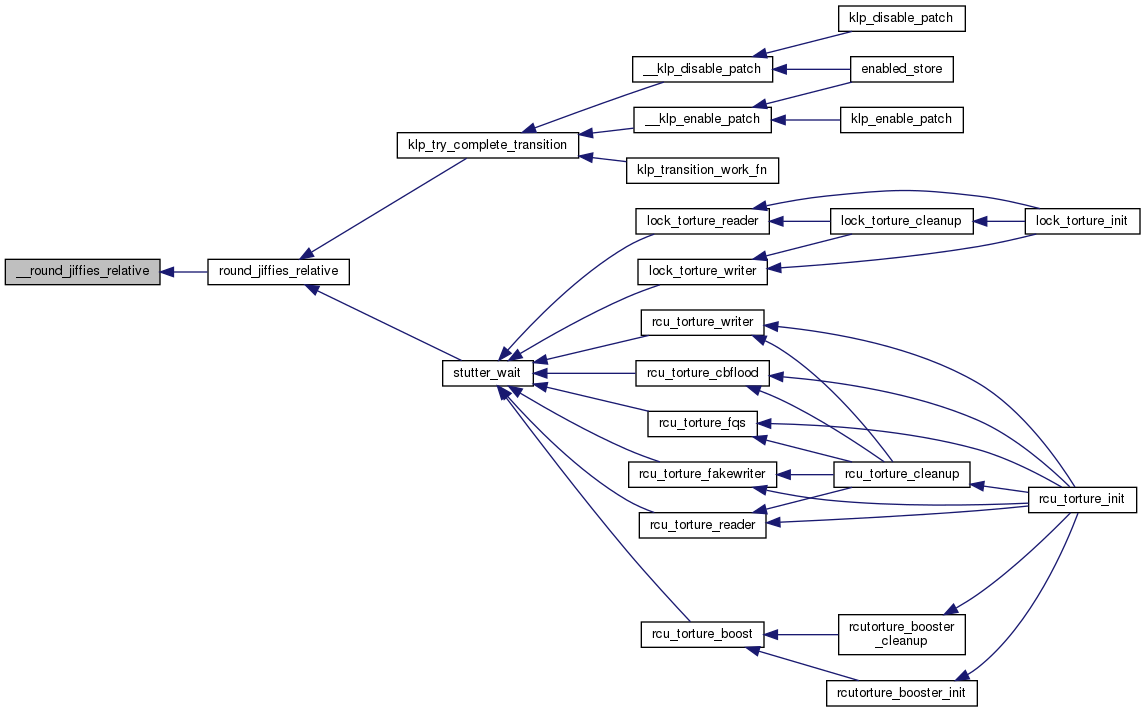 klp_disable_patch
__klp_disable_patch
enabled_store
__klp_enable_patch
klp_enable_patch
klp_try_complete_transition
klp_transition_work_fn
lock_torture_reader
lock_torture_cleanup
lock_torture_init
__round_jiffies_relative
round_jiffies_relative
lock_torture_writer
rcu_torture_writer
stutter_wait
rcu_torture_cbflood
rcu_torture_fqs
rcu_torture_fakewriter
rcu_torture_cleanup
rcu_torture_init
rcu_torture_reader
rcu_torture_boost
rcutorture_booster
_cleanup
rcutorture_booster_init